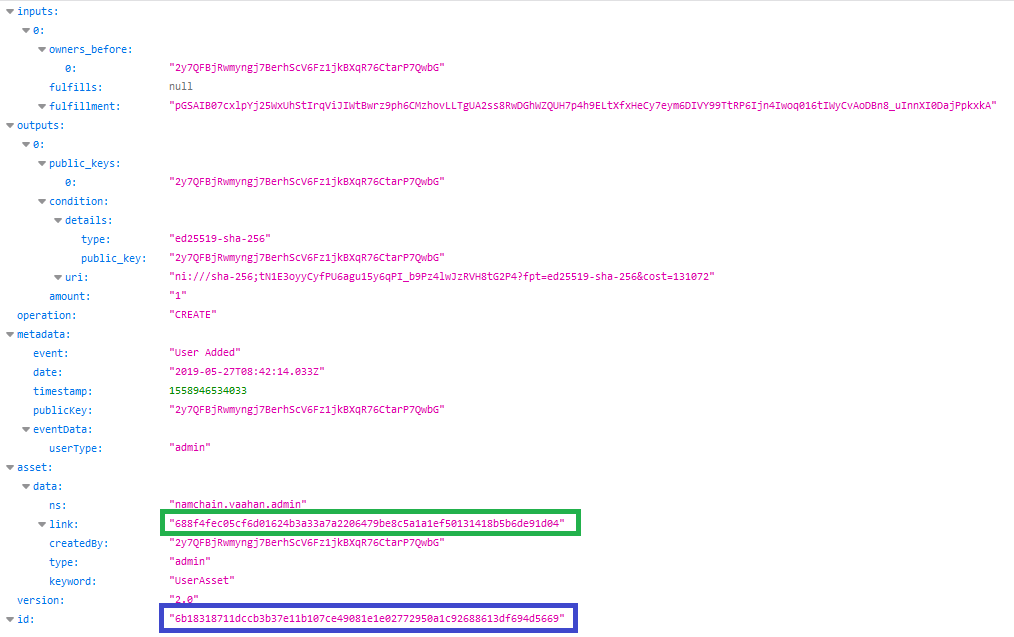 inputs:
0:
owners_before:
0: "2y7QFBjRwmyngj7BerhScV6Fz1jkBXqR76CtarP7QwbG"
fulfills: null
fulfillment: "pGSAIB07cxlpYj25WxUhStIrqViJIWtBwrz9ph6CMzhovLLTgUA2ss8RwDGhWZQUH7p4h9ELtXfxHeCy7eym6DIVY99TtRP6Ijn4Iwoq016tIWyCvAoDBn8_uInnXI0DajPpkxkA"
outputs:
0:
public_keys:
0: "2y7QFBjRwmyngj7BerhScV6Fz1jkBXqR76CtarP7QwbG"
condition:
details:
type: "ed25519-sha-256"
public_key: "2y7QFBjRwmyngj7BerhScV6Fz1jkBXqR76CtarP7QwbG"
uri: "ni:///sha-256;tN1E3oyyCyfPU6agu15y6qPI_b9Pz4lwJzRVH8tG2P4?fpt=ed25519-sha-256&cost=131072"
amount: "1"
operation: "CREATE"
metadata:
event: "User Added"
date: "2019-05-27T08:42:14.033Z"
timestamp: 1558946534033
publicKey: "2y7QFBjRwmyngj7BerhScV6Fz1jkBXqR76CtarP7QwbG"
eventData:
userType: "admin"
asset:
data:
ns: "namchain.vaahan.admin"
link: "688f4fec05cf6d01624b3a33a7a2206479be8c5a1a1ef50131418b5b6de91d04"
createdBy: "2y7QFBjRwmyngj7BerhScV6Fz1jkBXqR76CtarP7QwbG"
type: "admin"
keyword: "UserAsset"
version: "2.0"
id: "6b18318711dccb3b37e11b107ce49081e1e02772950a1c92688613df694d5669"